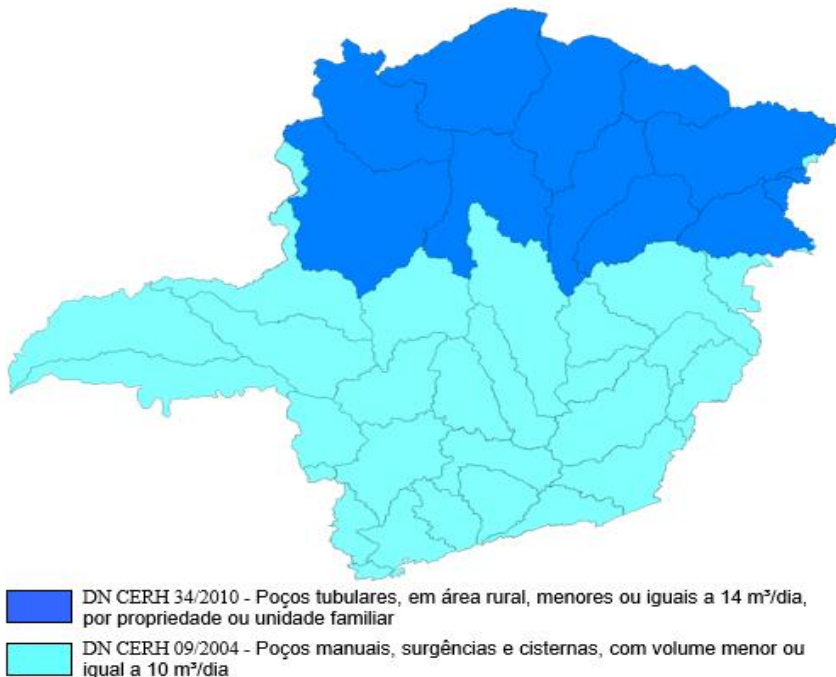 DN CERH 34/2010 - Poços tubulares, em área rural, menores ou iguais a 14 m³/dia,
por propriedade ou unidade familiar
DN CERH 09/2004 - Poços manuais, surgências e cisternas, com volume menor ou
igual a 10 m³/dia